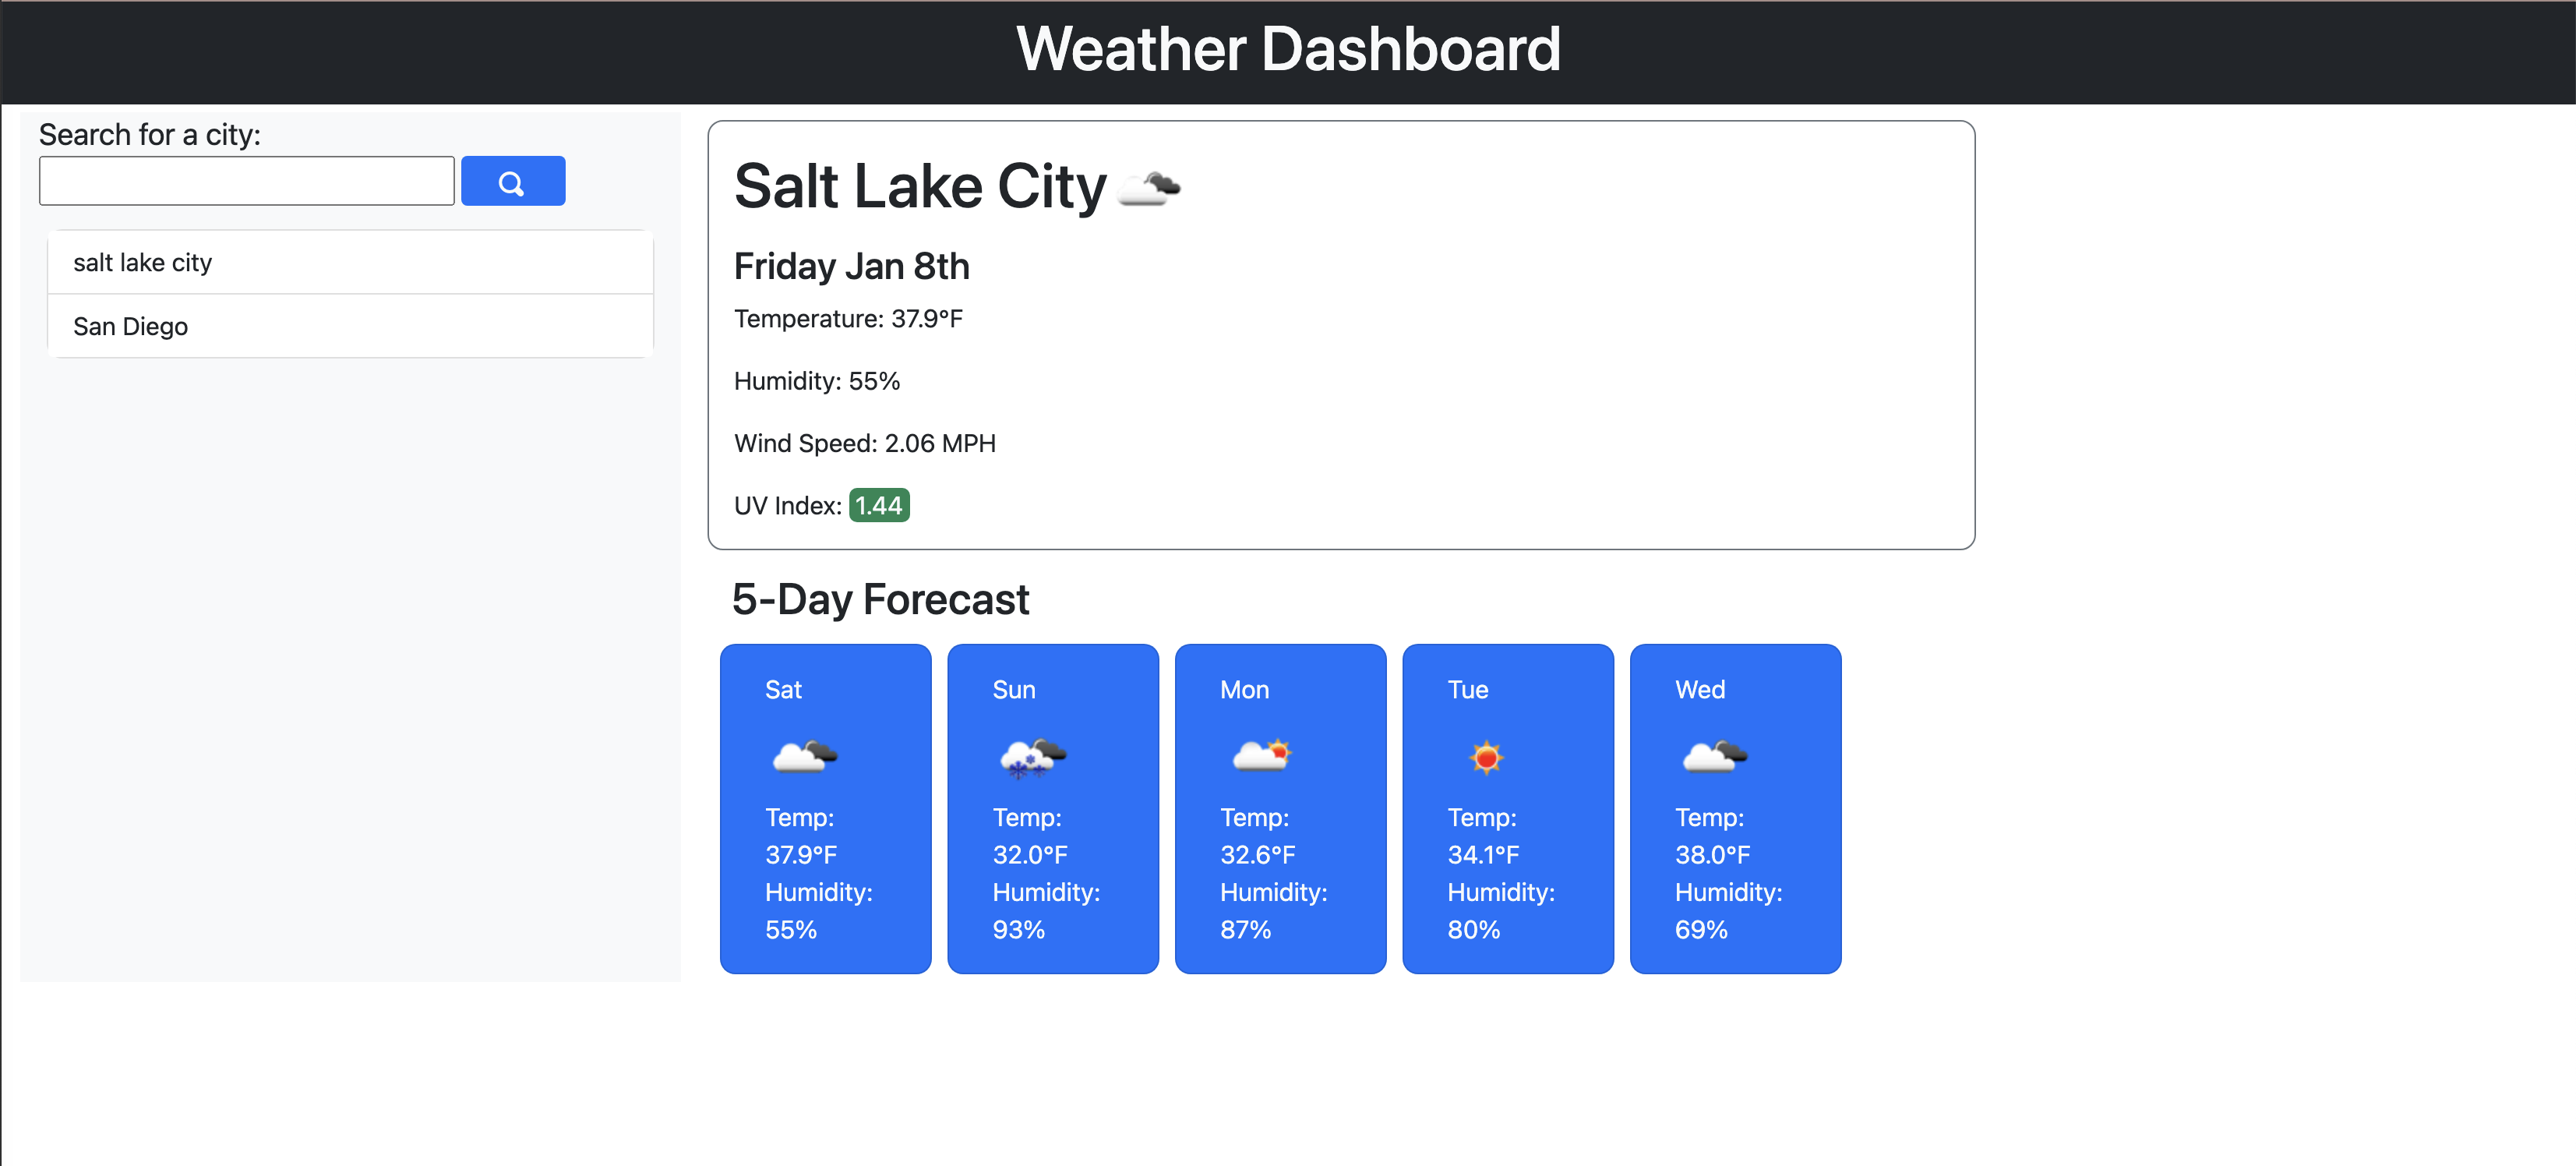 Weather Dashboard
Search for a city:
salt lake city
San Diego
Salt Lake City
Friday Jan 8th
Temperature: 37.9°F
Humidity: 55%
Wind Speed: 2.06 MPH
UV Index: 1.44
5-Day Forecast
Sat
Temp:
37.9°F
Humidity:
55%
Sun
Temp:
32.0°F
Humidity:
93%
Mon
Temp:
32.6°F
Humidity:
87%
Tue
Temp:
34.1°F
Humidity:
80%
Wed
Temp:
38.0°F
Humidity:
69%